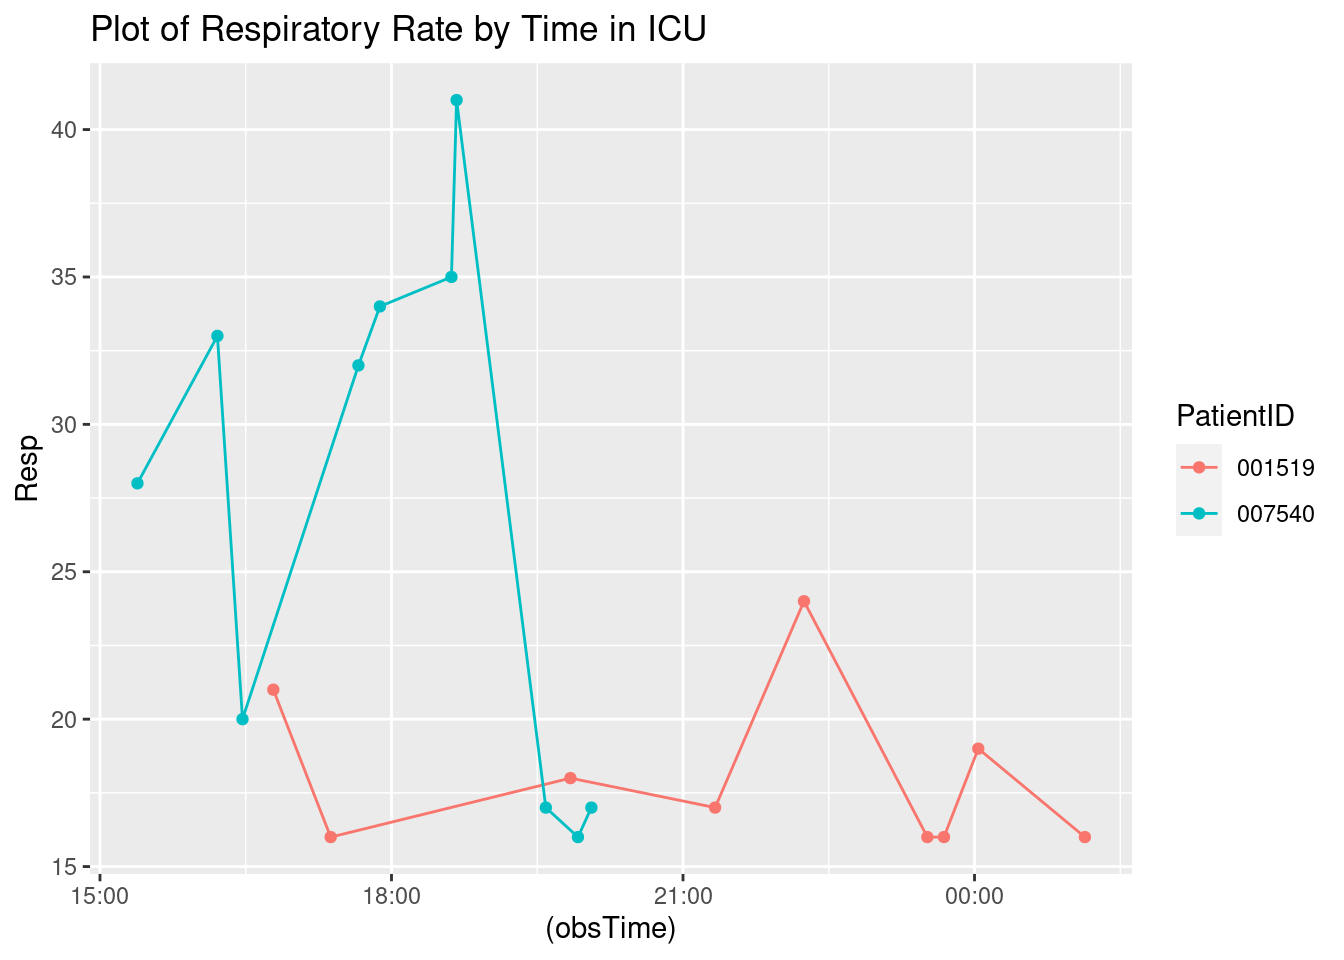 Plot of Respiratory Rate by Time in ICU
40
35
30
25
20
15
Resp
15:00 18:00 21:00 00:00
(obsTime)
PatientID
001519
007540